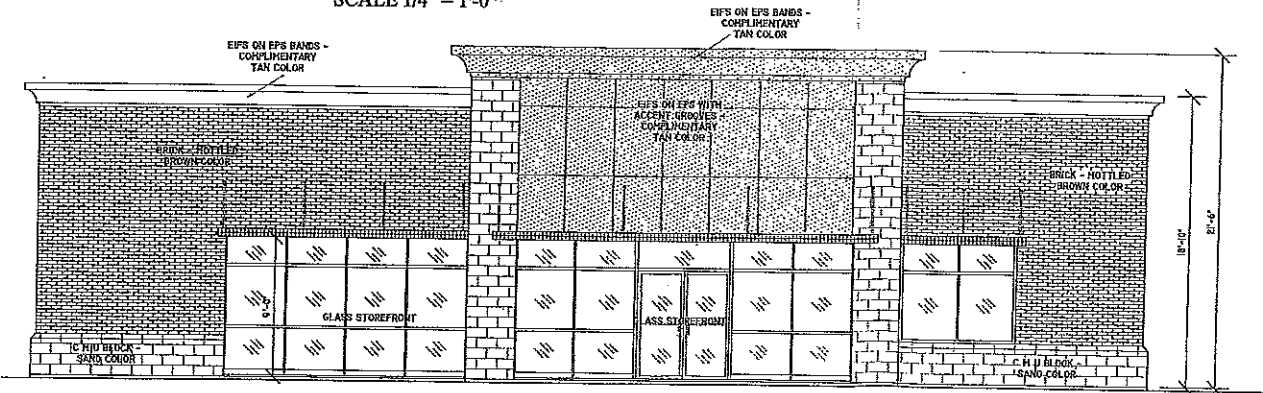 SCALE 1/4" = 1'-0"
EIFS ON EPS BANDS -
COMPLIMENTARY
TAN COLOR
EIFS ON EPS BANDS -
COMPLIMENTARY
TAN COLOR
EIFS ON EPS WITH
ACCENT GROOVES -
COMPLIMENTARY
TAN COLOR
BRICK - MOTTLED
BROWN COLOR
BRICK - MOTTLED
BROWN COLOR
18'-10"
21'-6"
GLASS STOREFRONT
LASS STOREFRONT
C M U BLOCK -
SAND COLOR
C M U BLOCK -
SAND COLOR